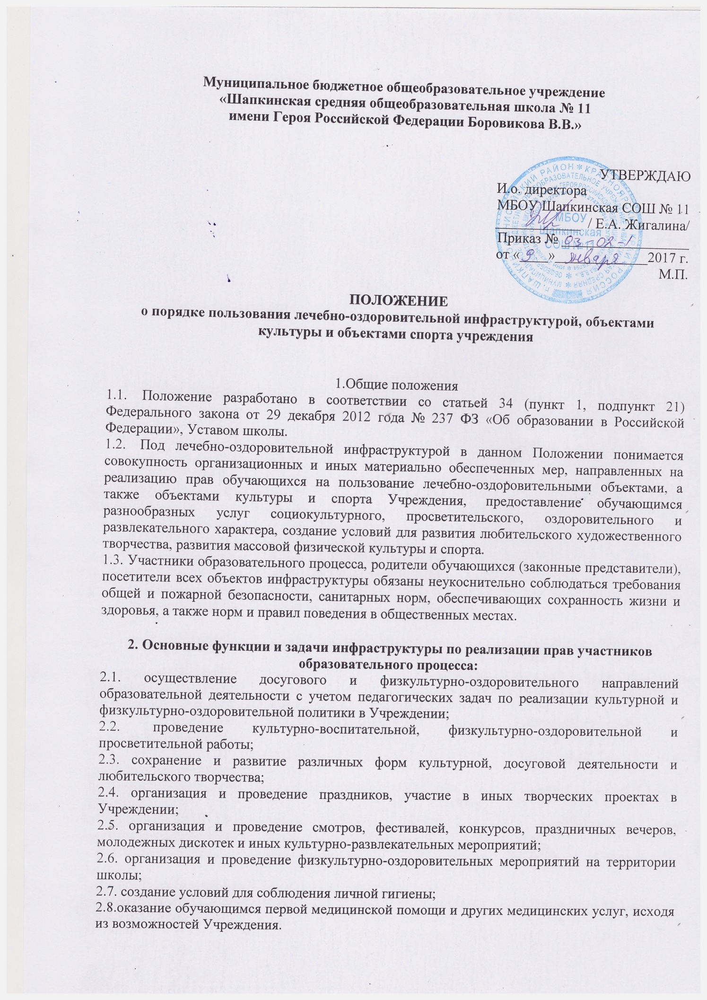 Муниципальное бюджетное общеобразовательное учреждение
«Шапкинская средняя общеобразовательная школа № 11
имени Героя Российской Федерации Боровикова В.В.»
УТВЕРЖДАЮ
И.о. директора
МБОУ Шапкинская СОШ № 11
/ Е.А. Жигалина/
Приказ № 03-02-1
от «9» января 2017 г.
М.П.
МБОУ
Шапкинская
СОШ №11
ПОЛОЖЕНИЕ
о порядке пользования лечебно-оздоровительной инфраструктурой, объектами
культуры и объектами спорта учреждения
1.Общие положения
1.1. Положение разработано в соответствии со статьей 34 (пункт 1, подпункт 21)
Федерального закона от 29 декабря 2012 года № 237 ФЗ «Об образовании в Российской
Федерации», Уставом школы.
1.2. Под лечебно-оздоровительной инфраструктурой в данном Положении понимается
совокупность организационных и иных материально обеспеченных мер, направленных на
реализацию прав обучающихся на пользование лечебно-оздоровительными объектами, а
также объектами культуры и спорта Учреждения, предоставление обучающимся
разнообразных услуг социокультурного, просветительского, оздоровительного и
развлекательного характера, создание условий для развития любительского художественного
творчества, развития массовой физической культуры и спорта.
1.3. Участники образовательного процесса, родители обучающихся (законные представители),
посетители всех объектов инфраструктуры обязаны неукоснительно соблюдаться требования
общей и пожарной безопасности, санитарных норм, обеспечивающих сохранность жизни и
здоровья, а также норм и правил поведения в общественных местах.
2. Основные функции и задачи инфраструктуры по реализации прав участников
образовательного процесса:
2.1. осуществление досугового и физкультурно-оздоровительного направлений
образовательной деятельности с учетом педагогических задач по реализации культурной и
физкультурно-оздоровительной политики в Учреждении;
2.2. проведение культурно-воспитательной, физкультурно-оздоровительной и
просветительной работы;
2.3. сохранение и развитие различных форм культурной, досуговой деятельности и
любительского творчества;
2.4. организация и проведение праздников, участие в иных творческих проектах в
Учреждении;
2.5. организация и проведение смотров, фестивалей, конкурсов, праздничных вечеров,
молодежных дискотек и иных культурно-развлекательных мероприятий;
2.6. организация и проведение физкультурно-оздоровительных мероприятий на территории
школы;
2.7. создание условий для соблюдения личной гигиены;
2.8.оказание обучающимся первой медицинской помощи и других медицинских услуг, исходя
из возможностей Учреждения.